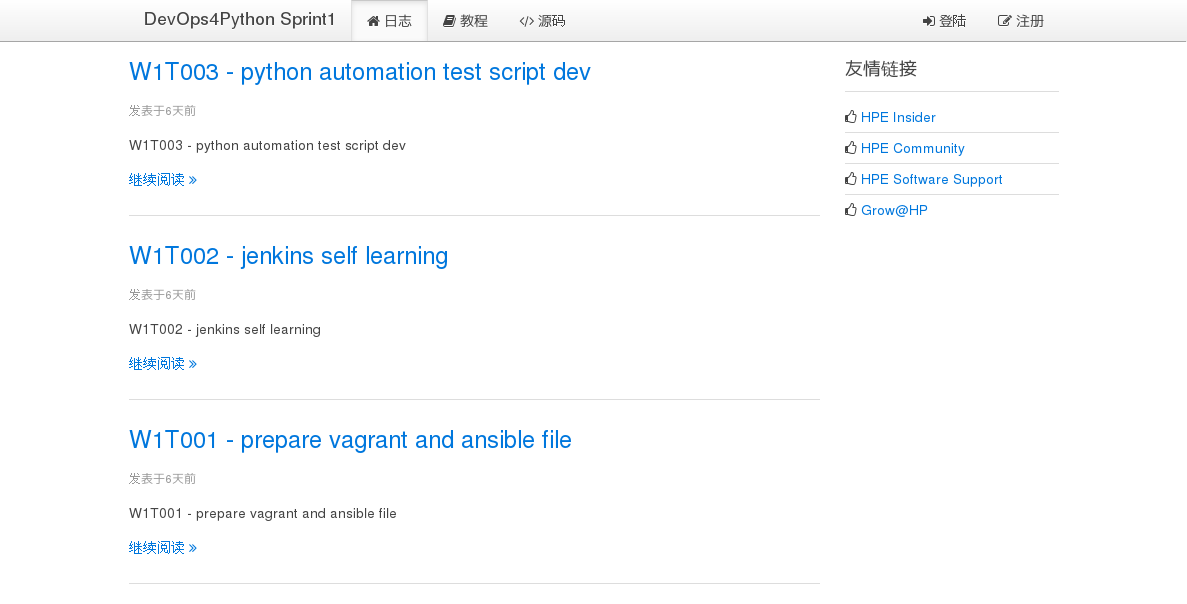 DevOps4Python Sprint1 日志 教程 源码 登陆 注册
W1T003 - python automation test script dev
发表于6天前
W1T003 - python automation test script dev
继续阅读 »
W1T002 - jenkins self learning
发表于6天前
W1T002 - jenkins self learning
继续阅读 »
W1T001 - prepare vagrant and ansible file
发表于6天前
W1T001 - prepare vagrant and ansible file
继续阅读 »
友情链接
HPE Insider
HPE Community
HPE Software Support
Grow@HP